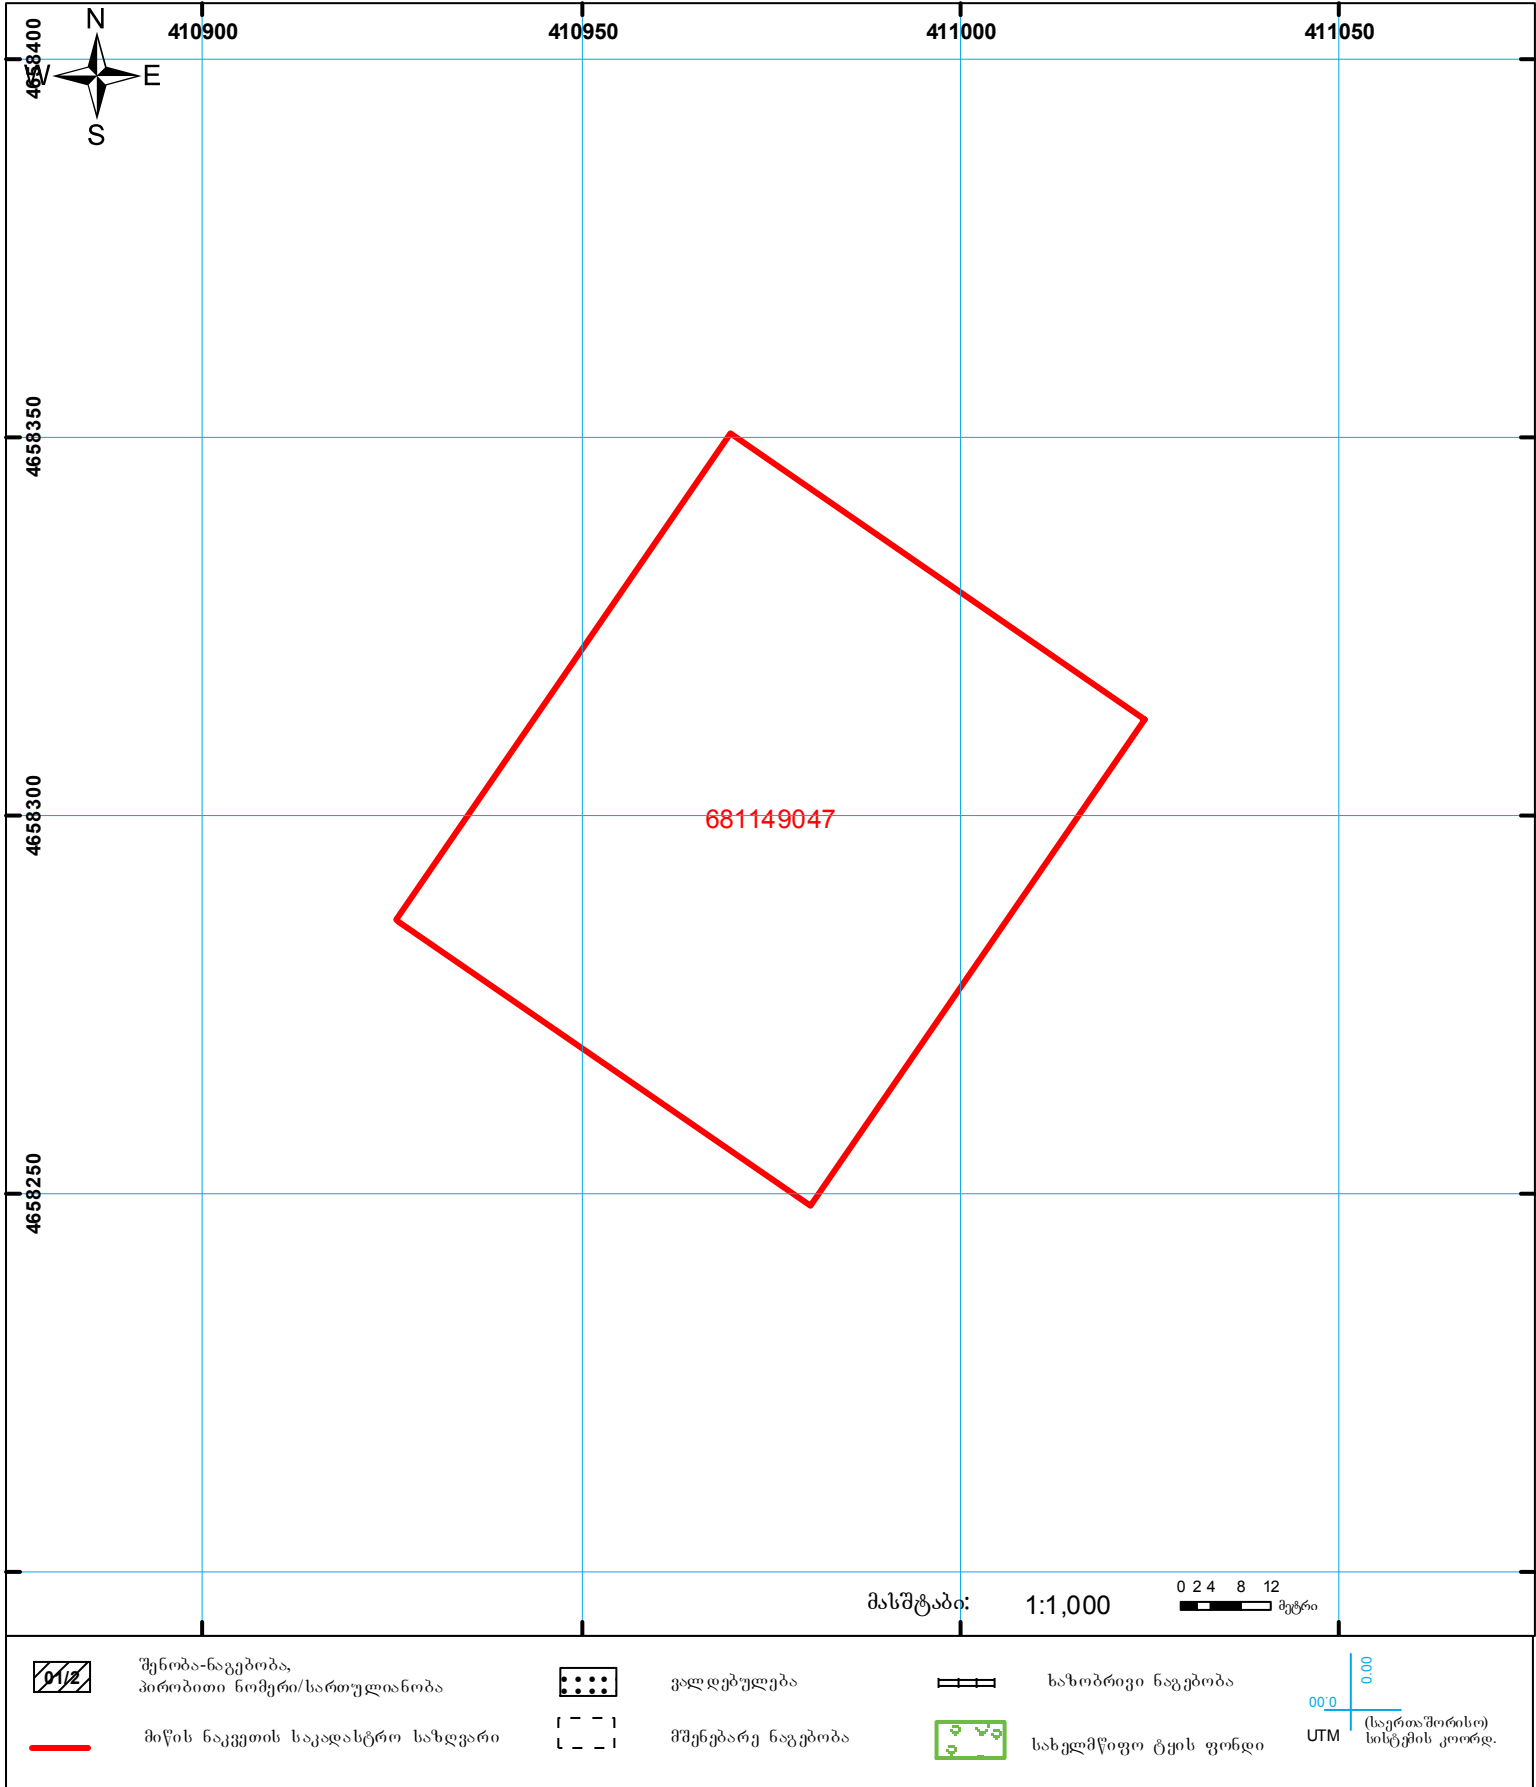 N
410900 410950 411000 411050
W E
4658400
S
4658350
681149047
4658300
4658250
0 2 4 8 12
მასშტაბი: 1:1,000 მეტრი
შენობა-ნაგებობა,
01/2 პირობითი ნომერი/სართულიანობა
ვალდებულება
ხაზობრივი ნაგებობა
00'0 0'00
მიწის ნაკვეთის საკადასტრო საზღვარი
მშენებარე ნაგებობა
სახელმწიფო ტყის ფონდი
UTM (საერთაშორისო)
სისტემის კოორდ.